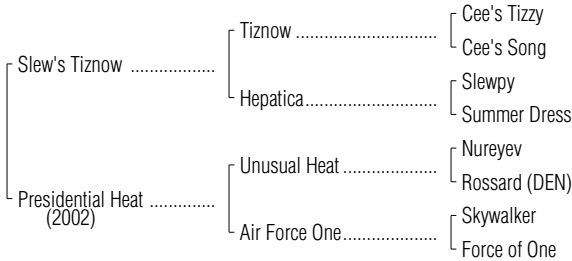 Cee's Tizzy
Tiznow ..............................
Cee's Song
Slew's Tiznow ..................
Slewpy
Hepatica............................
Summer Dress
Nureyev
Unusual Heat ....................
Rossard (DEN)
Presidential Heat ..............
(2002)
Skywalker
Air Force One....................
Force of One